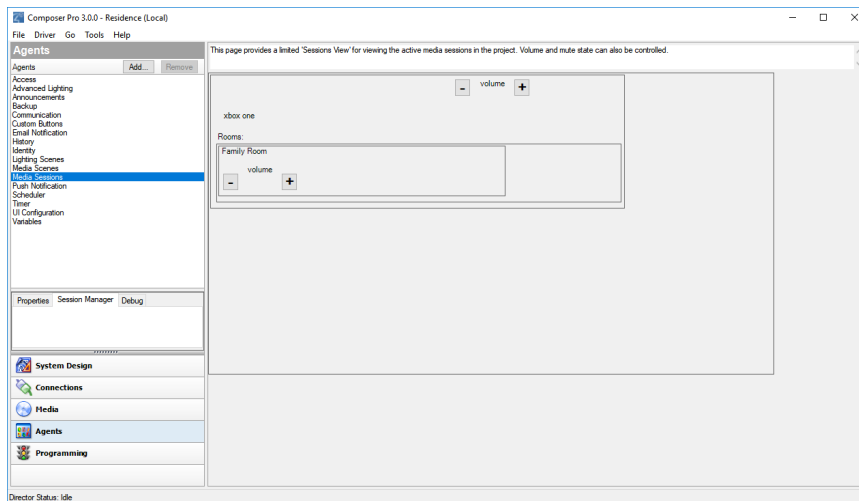 Composer Pro 3.0.0 - Residence (Local)
File Driver Go Tools Help
Agents
Agents Add... Remove
Access
Advanced Lighting
Announcements
Backup
Communication
Custom Buttons
Email Notification
History
Identity
Lighting Scenes
Media Scenes
Media Sessions
Push Notification
Scheduler
Timer
UI Configuration
Variables
Properties Session Manager Debug
System Design
Connections
Media
Agents
Programming
Director Status: Idle
This page provides a limited 'Sessions View' for viewing the active media sessions in the project. Volume and mute state can also be controlled.
- volume +
xbox one
Rooms:
Family Room
volume
- +